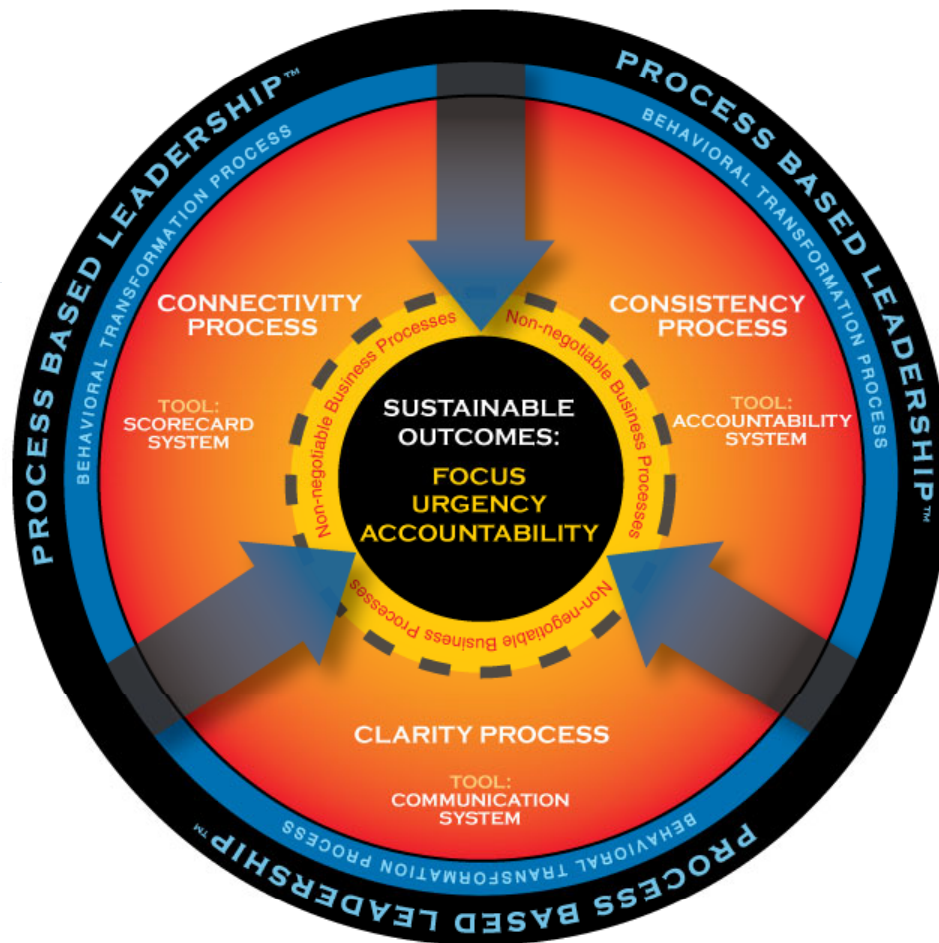 PROCESS BASED LEADERSHIP™
PROCESS BASED LEADERSHIP™
BEHAVIORAL TRANSFORMATION PROCESS
BEHAVIORAL TRANSFORMATION PROCESS
CONNECTIVITY
PROCESS
TOOL:
SCORECARD
SYSTEM
CONSISTENCY
PROCESS
TOOL:
ACCOUNTABILITY
SYSTEM
Non-negotiable Business Processes
Non-negotiable Business Processes
SUSTAINABLE
OUTCOMES:
FOCUS
URGENCY
ACCOUNTABILITY
Non-negotiable Business Processes
CLARITY PROCESS
TOOL:
COMMUNICATION
SYSTEM
BEHAVIORAL TRANSFORMATION PROCESS
PROCESS BASED LEADERSHIP™